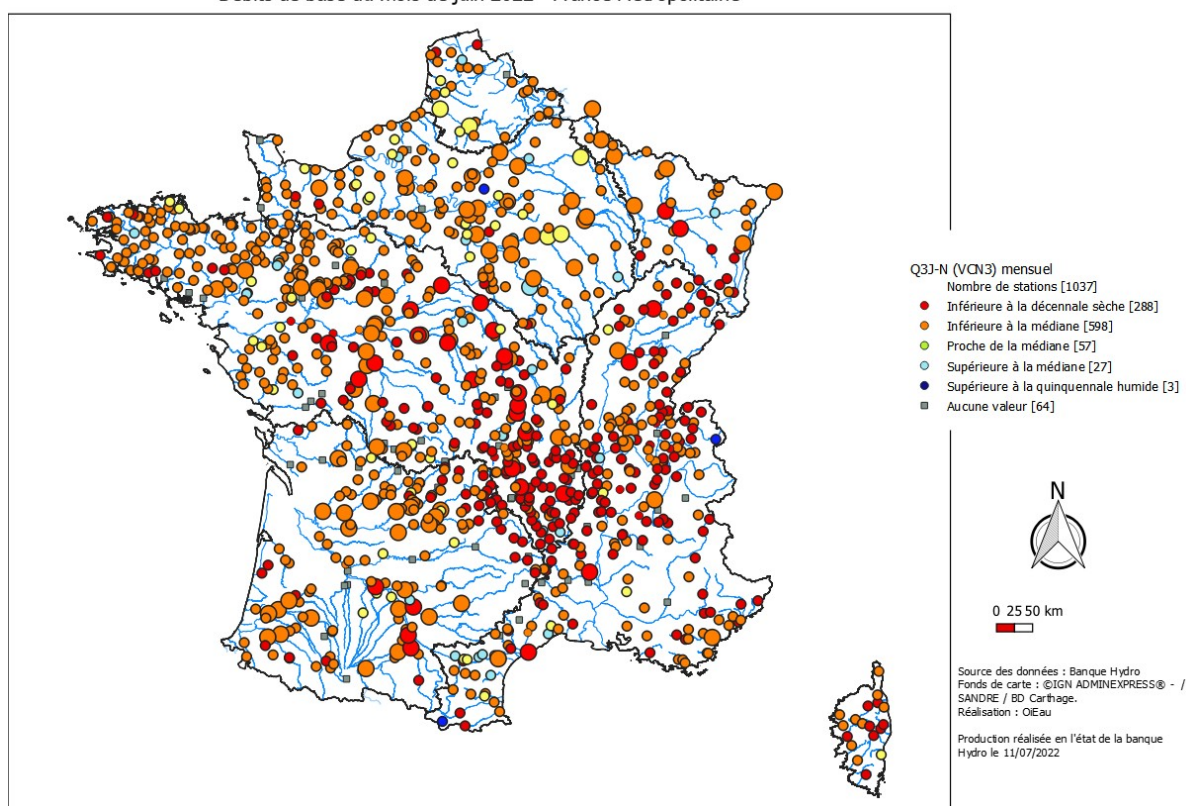 Q3J-N (VCN3) mensuel
Nombre de stations [1037]
Inférieure à la décennale sèche [288]
Inférieure à la médiane [598]
Proche de la médiane [57]
Supérieure à la médiane [27]
Supérieure à la quinquennale humide [3]
Aucune valeur [64]
N
0 25 50 km
Source des données : Banque Hydro
Fonds de carte : ©IGN ADMINEXPRESS® - /
SANDRE / BD Carthage.
Réalisation : OiEau
Production réalisée en l'état de la banque
Hydro le 11/07/2022